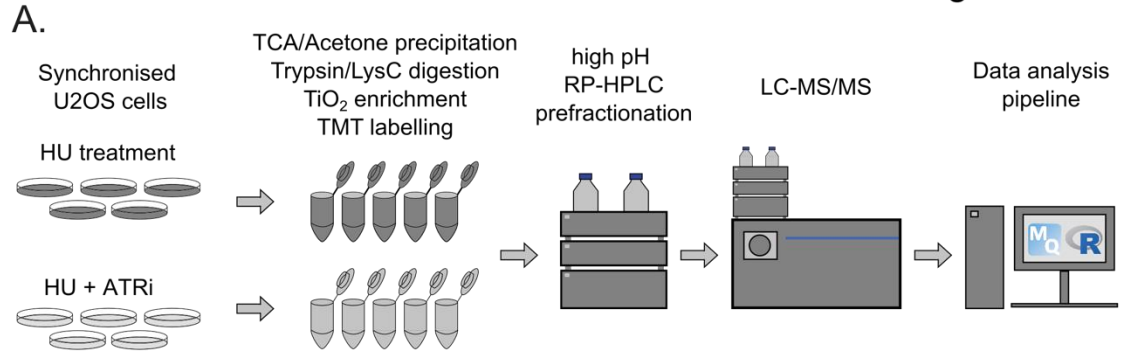 A.
Synchronised
U2OS cells
HU treatment
HU + ATRi
TCA/Acetone precipitation
Trypsin/LysC digestion
TiO₂ enrichment
TMT labelling
high pH
RP-HPLC
prefractionation
LC-MS/MS
Data analysis
pipeline
MQ
R